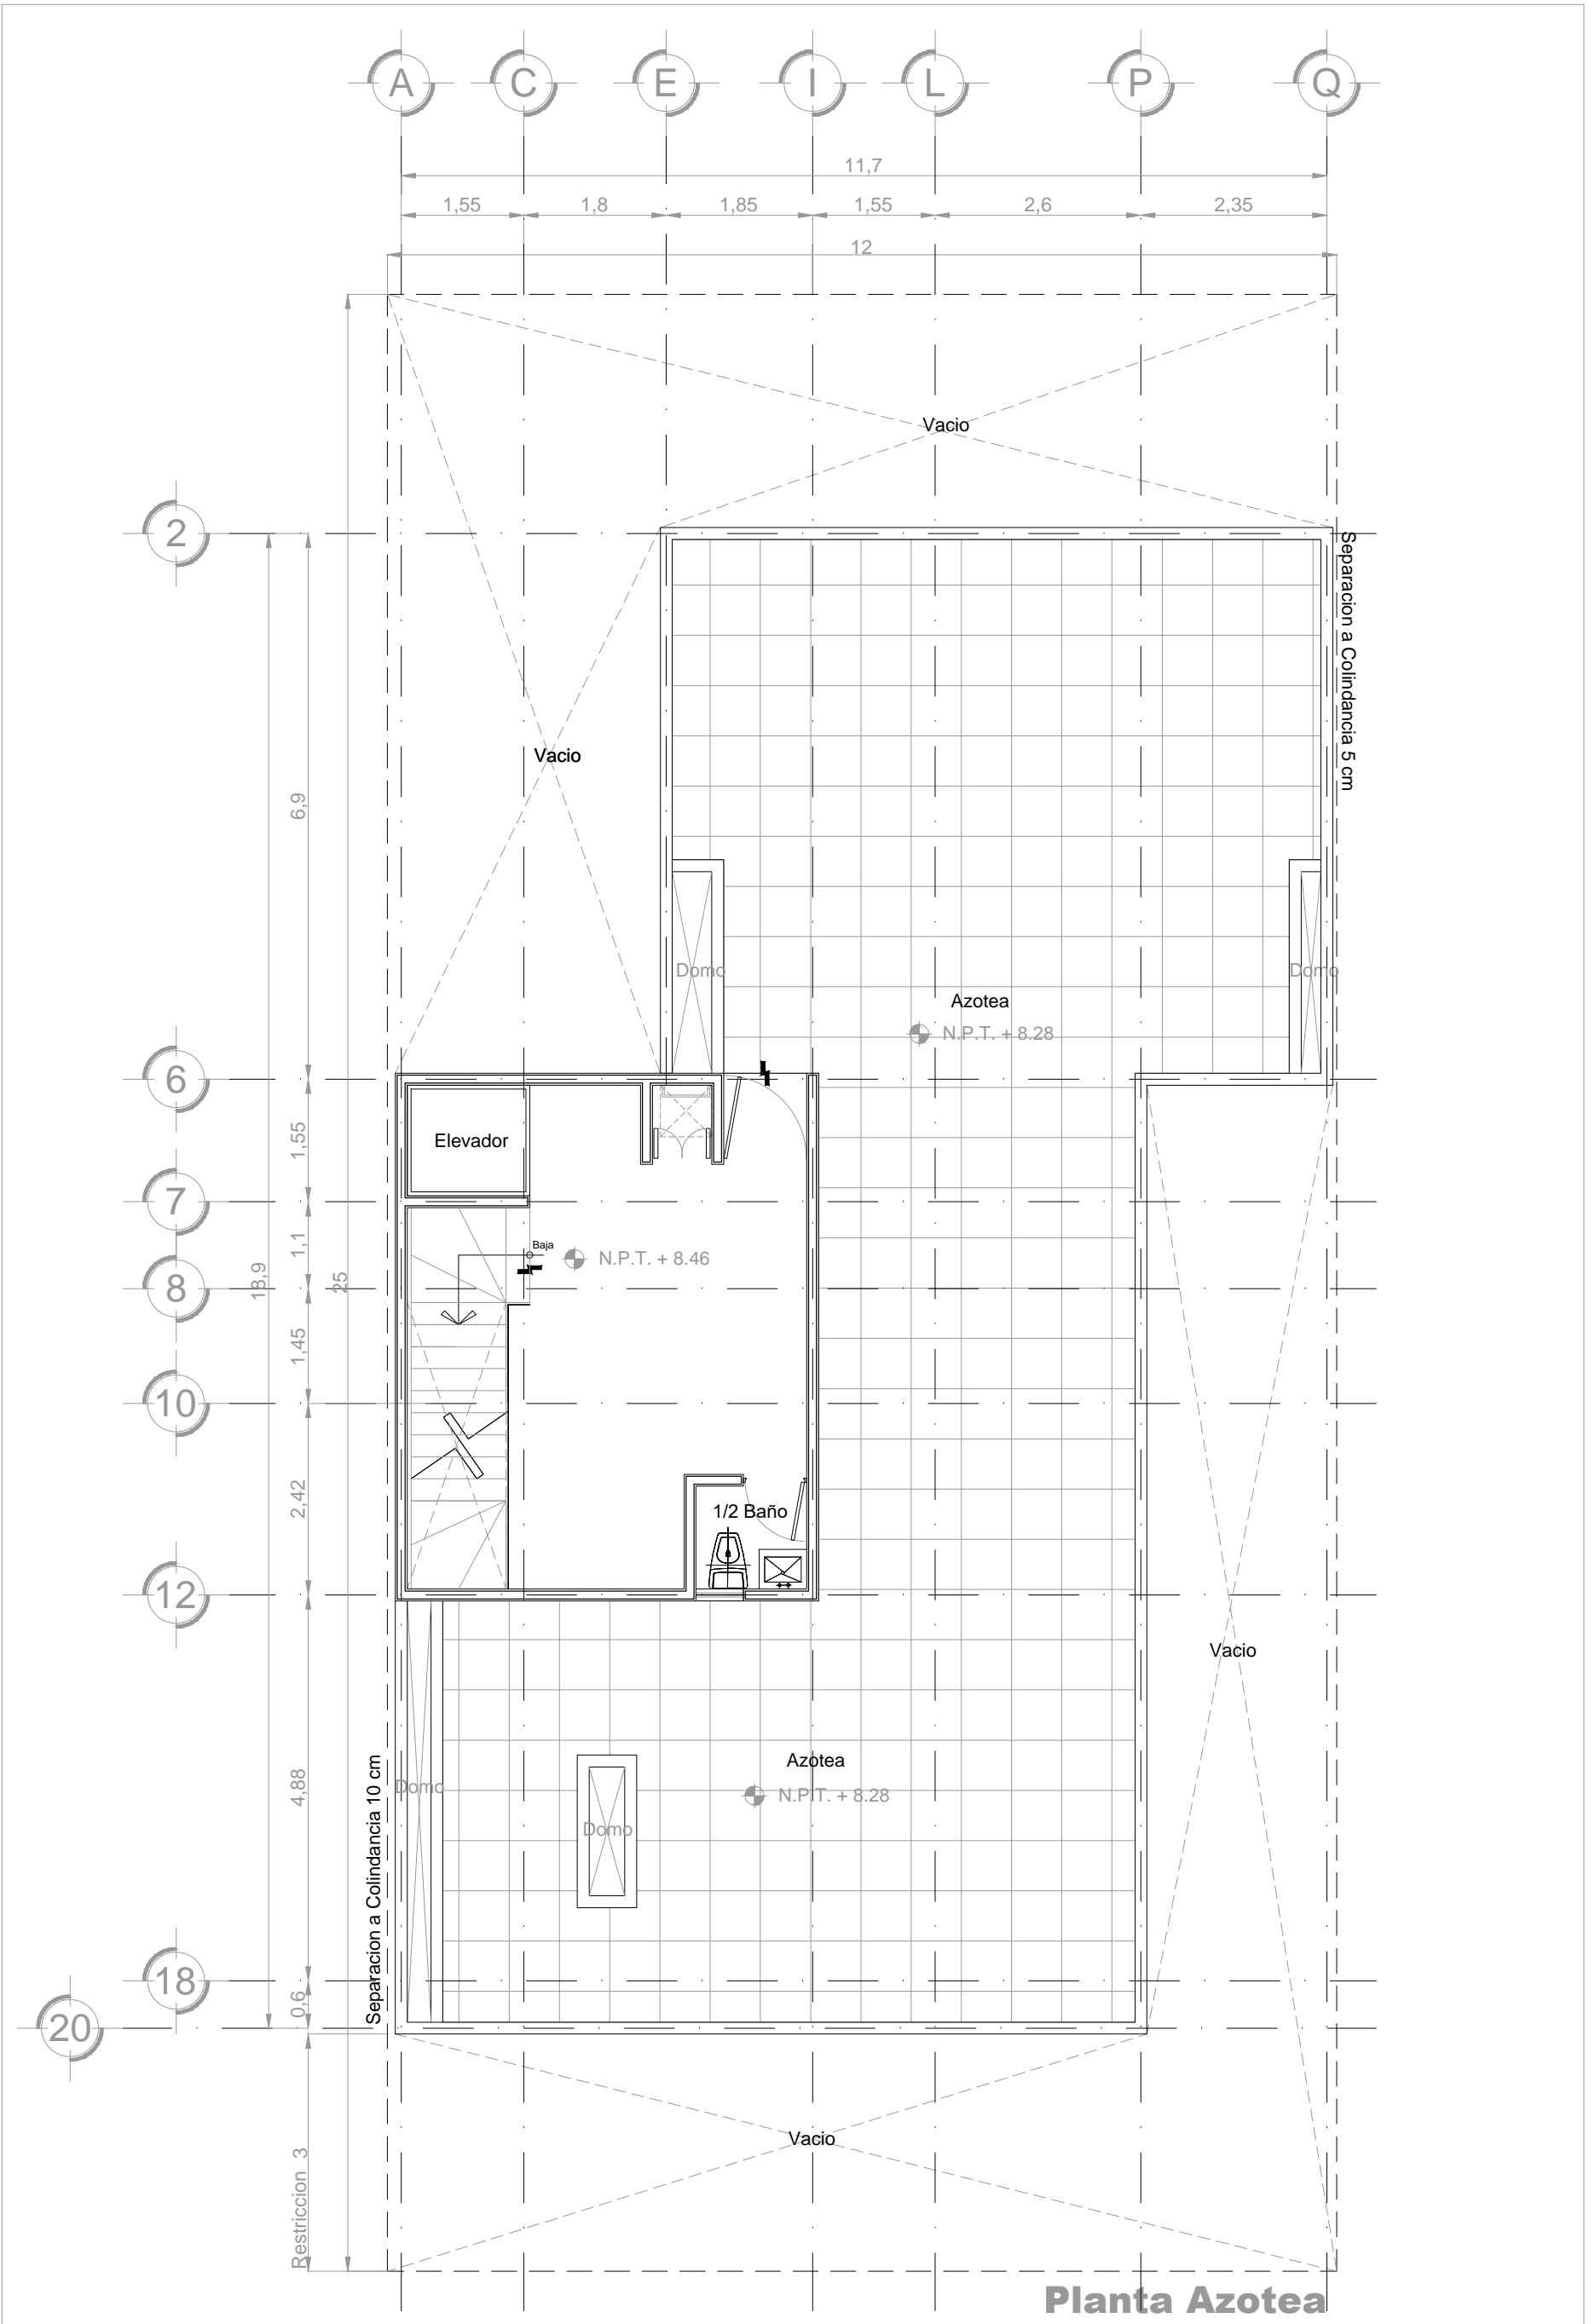 A C E I L P Q
11,7
1,55 1,8 1,85 1,55 2,6 2,35
12
Vacio
2
Separacion a Colindancia 5 cm
Vacio
6,9
Domo
Domo
Azotea
N.P.T. + 8.28
6
Elevador
1,55
7
1,1
Baja
N.P.T. + 8.46
8
18,9
25
1,45
10
2,42
1/2 Baño
12
Vacio
4,88
Azotea
N.P.T. + 8.28
Domo
Domo
Separacion a Colindancia 10 cm
18
0,6
20
Vacio
Restriccion 3
Planta Azotea